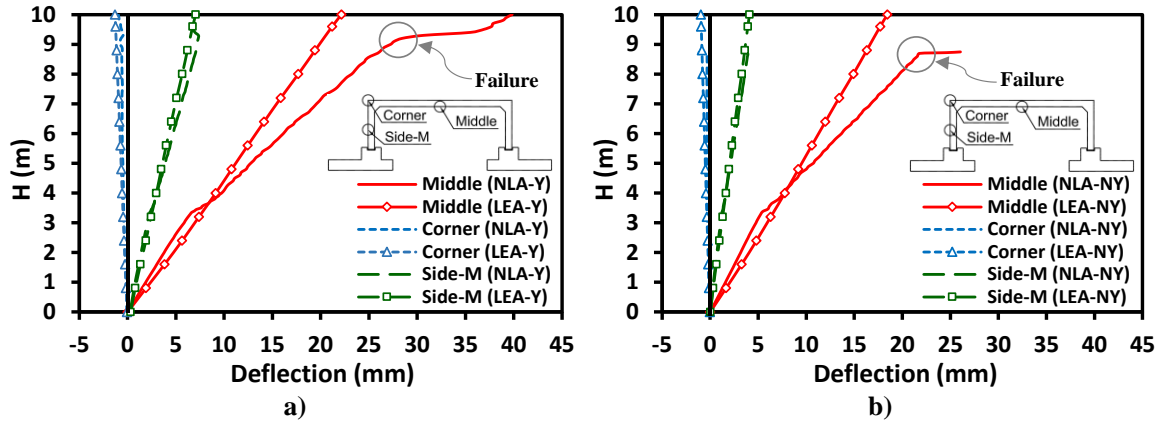 10
9
8
7
6
5
4
3
2
1
0
H (m)
Failure
Corner
Middle
Side-M
Middle (NLA-Y)
Middle (LEA-Y)
Corner (NLA-Y)
Corner (LEA-Y)
Side-M (NLA-Y)
Side-M (LEA-Y)
-5 0 5 10 15 20 25 30 35 40 45
Deflection (mm)
a)
10
9
8
7
6
5
4
3
2
1
0
H (m)
Failure
Corner
Middle
Side-M
Middle (NLA-NY)
Middle (LEA-NY)
Corner (NLA-NY)
Corner (LEA-NY)
Side-M (NLA-NY)
Side-M (LEA-NY)
-5 0 5 10 15 20 25 30 35 40 45
Deflection (mm)
b)